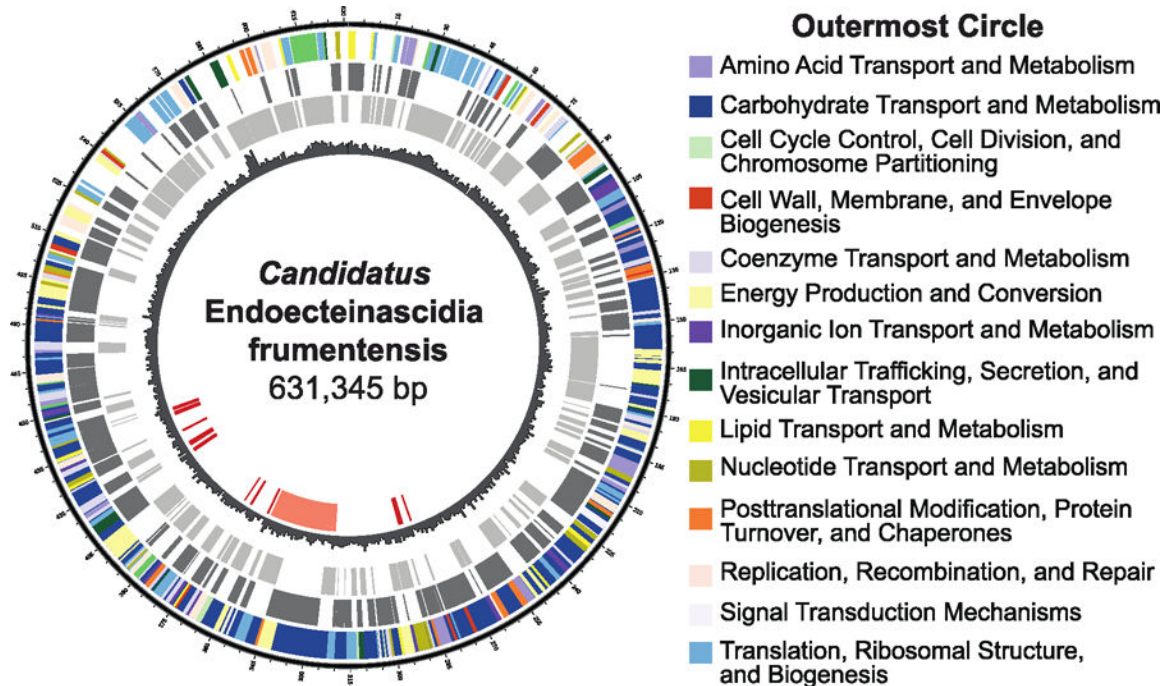 Outermost Circle
Amino Acid Transport and Metabolism
Carbohydrate Transport and Metabolism
Cell Cycle Control, Cell Division, and
Chromosome Partitioning
Cell Wall, Membrane, and Envelope
Biogenesis
Coenzyme Transport and Metabolism
Energy Production and Conversion
Inorganic Ion Transport and Metabolism
Intracellular Trafficking, Secretion, and
Vesicular Transport
Lipid Transport and Metabolism
Nucleotide Transport and Metabolism
Posttranslational Modification, Protein
Turnover, and Chaperones
Replication, Recombination, and Repair
Signal Transduction Mechanisms
Translation, Ribosomal Structure,
and Biogenesis
Candidatus
Endoecteinascidia
frumentensis
631,345 bp